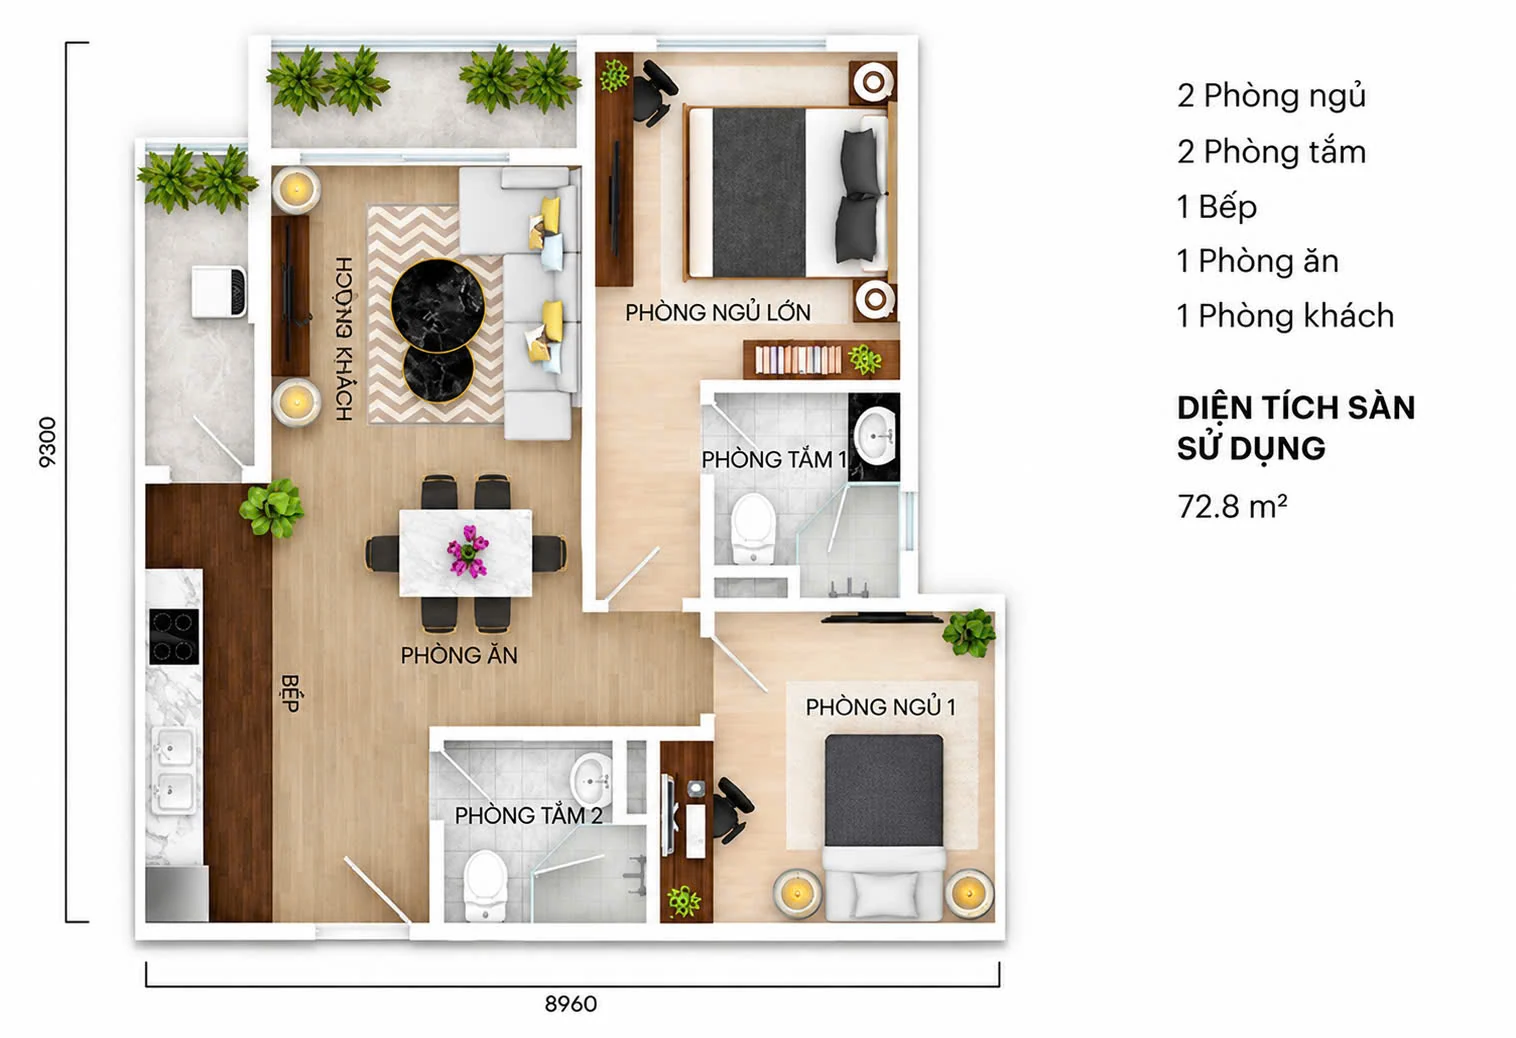 2 Phòng ngủ
2 Phòng tắm
1 Bếp
1 Phòng ăn
1 Phòng khách
DIỆN TÍCH SÀN
SỬ DỤNG
72.8 m²
9300
8960
KHÁCH
PHÒNG NGỦ LỚN
PHÒNG TẮM 1
PHÒNG ĂN
BẾP
PHÒNG NGỦ 1
PHÒNG TẮM 2